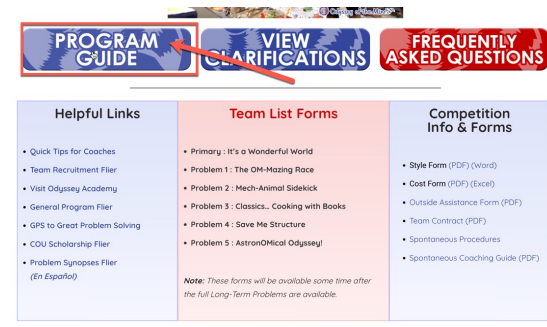 Coming of the Minds
PROGRAM
GUIDE
VIEW
CLARIFICATIONS
FREQUENTLY
ASKED QUESTIONS
Helpful Links
• Quick Tips for Coaches
• Team Recruitment Flier
• Visit Odyssey Academy
• General Program Flier
• GPS to Great Problem Solving
• COU Scholarship Flier
• Problem Synopses Flier
(En Español)
Team List Forms
• Primary : It's a Wonderful World
• Problem 1 : The OM-Mazing Race
• Problem 2 : Mech-Animal Sidekick
• Problem 3 : Classics... Cooking with Books
• Problem 4 : Save Me Structure
• Problem 5 : AstronOMical Odyssey!
Note: These forms will be available some time after
the full Long-Term Problems are available.
Competition
Info & Forms
• Style Form (PDF) (Word)
• Cost Form (PDF) (Excel)
• Outside Assistance Form (PDF)
• Team Contract (PDF)
• Spontaneous Procedures
• Spontaneous Coaching Guide (PDF)